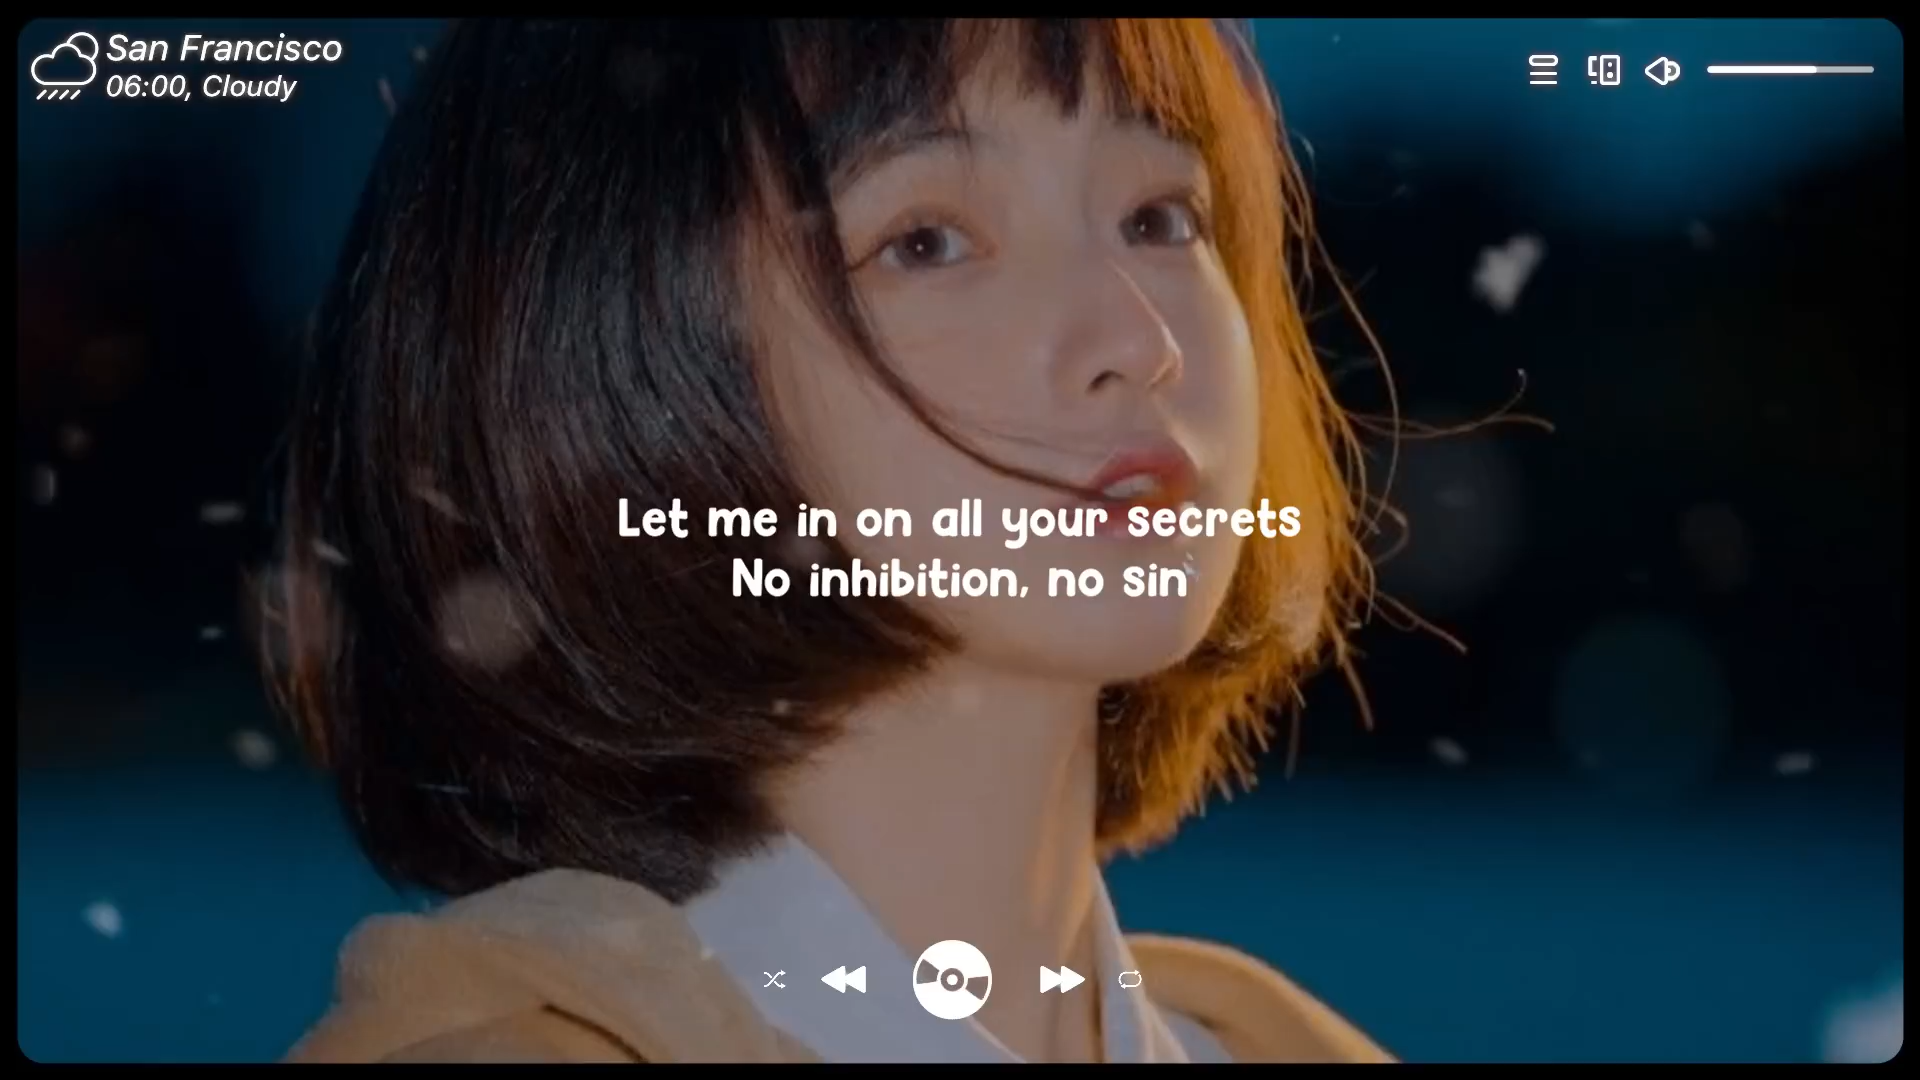 San Francisco
06:00, Cloudy
Let me in on all your secrets
No inhibition, no sin